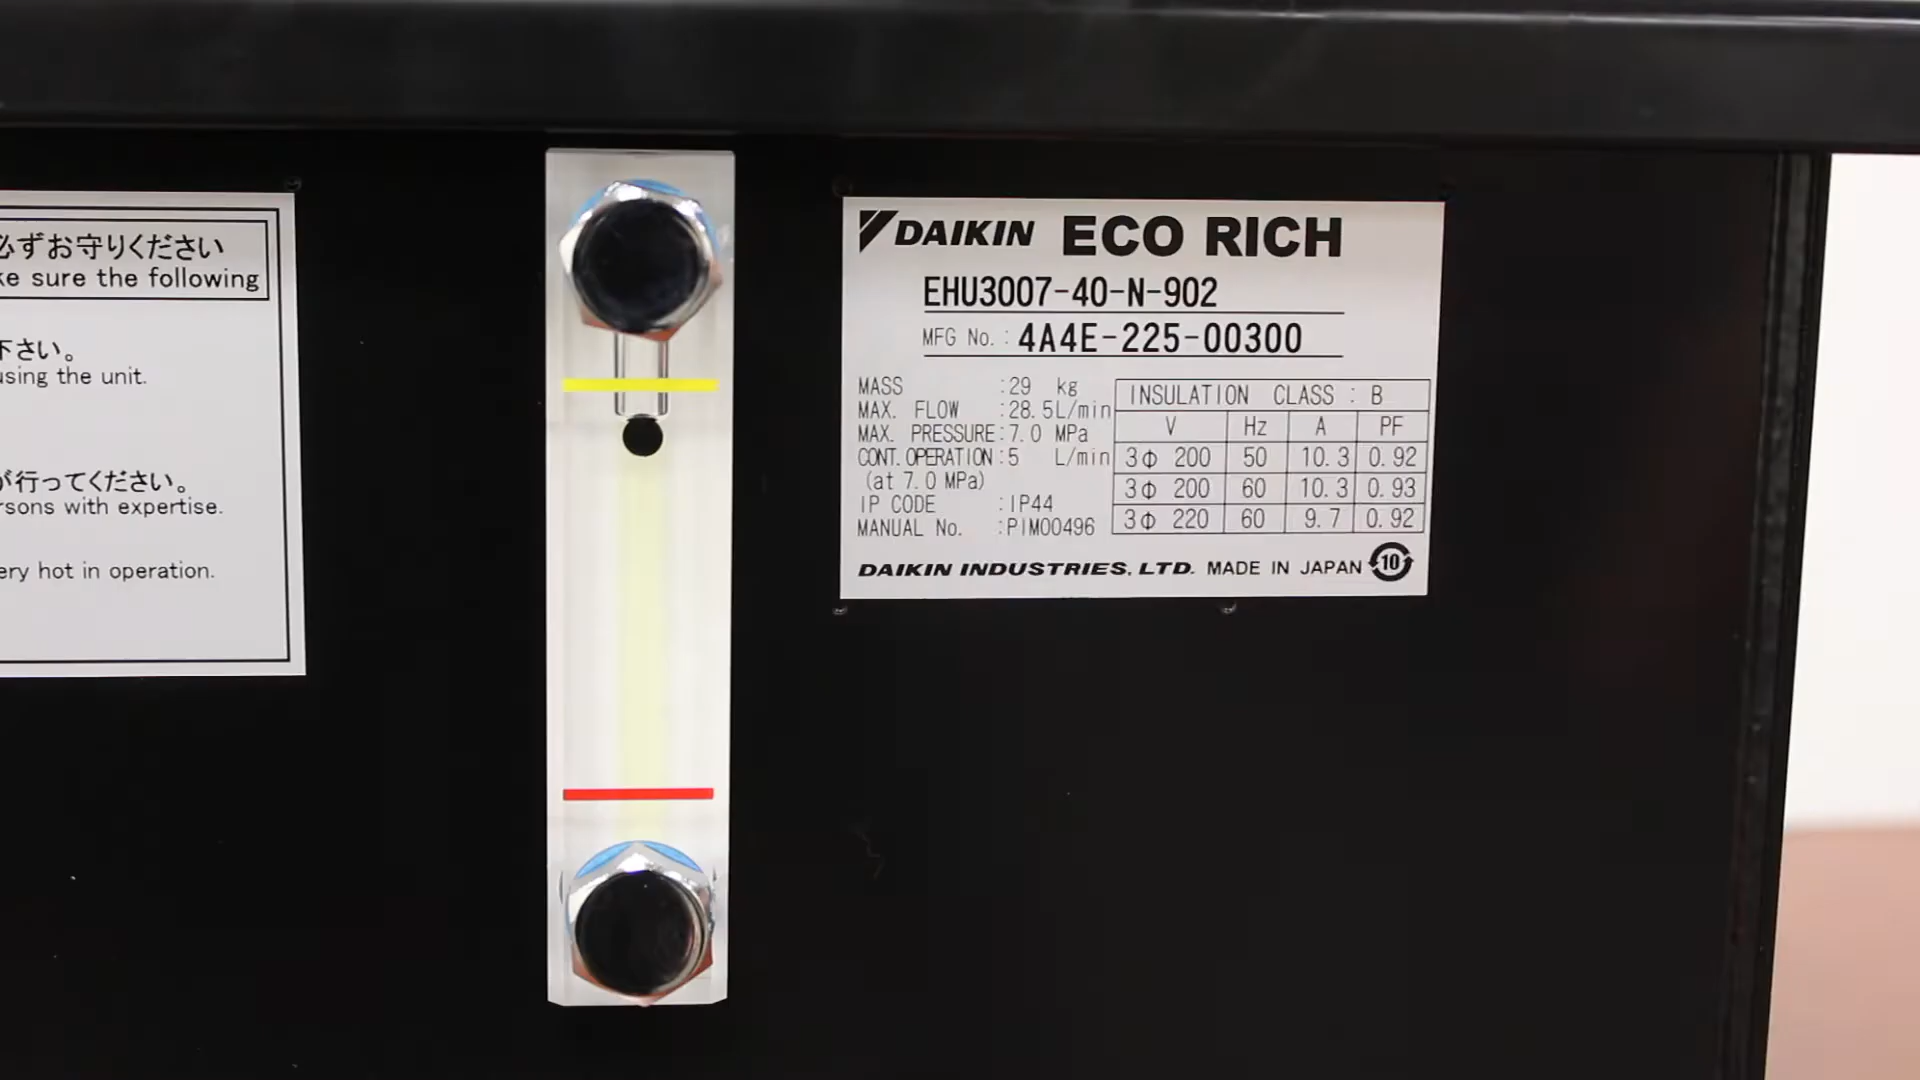 必ずお守りください
ke sure the following
下さい。
using the unit.
が行ってください。
rsons with expertise.
ery hot in operation.
DAIKIN ECO RICH
EHU3007-40-N-902
MFG No. : 4A4E-225-00300
MASS :29 kg
MAX. FLOW :28.5L/min
MAX. PRESSURE:7.0 MPa
CONT. OPERATION:5 L/min
(at 7.0 MPa)
IP CODE :IP44
MANUAL No. :PIM00496
INSULATION CLASS : B
V Hz A PF
3Φ 200 50 10.3 0.92
3Φ 200 60 10.3 0.93
3Φ 220 60 9.7 0.92
DAIKIN INDUSTRIES, LTD. MADE IN JAPAN 10